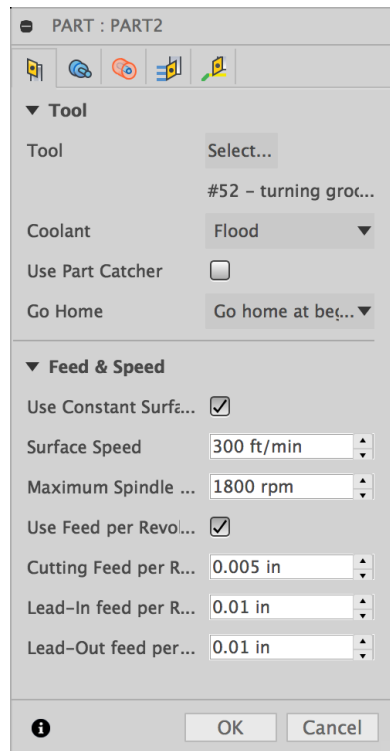 PART : PART2
Tool
Tool Select...
#52 - turning groc...
Coolant Flood
Use Part Catcher
Go Home Go home at beg...
Feed & Speed
Use Constant Surfa...
Surface Speed 300 ft/min
Maximum Spindle ... 1800 rpm
Use Feed per Revol...
Cutting Feed per R... 0.005 in
Lead-In feed per R... 0.01 in
Lead-Out feed per... 0.01 in
OK Cancel